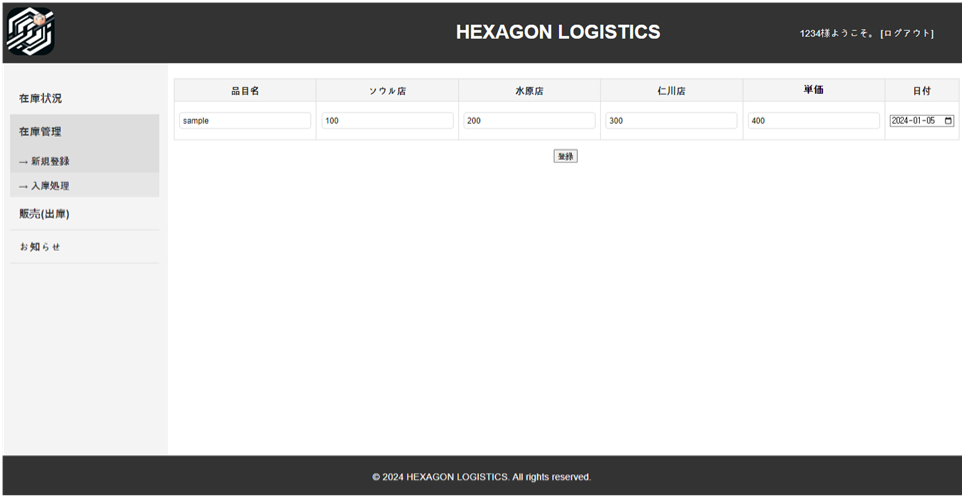 HEXAGON LOGISTICS
1234様ようこそ。 [ログアウト]
在庫状況
在庫管理
→ 新規登録
→ 入庫処理
販売(出庫)
お知らせ
品目名 ソウル店 水原店 仁川店 単価 日付
sample 100 200 300 400 2024-01-05
登録
© 2024 HEXAGON LOGISTICS. All rights reserved.